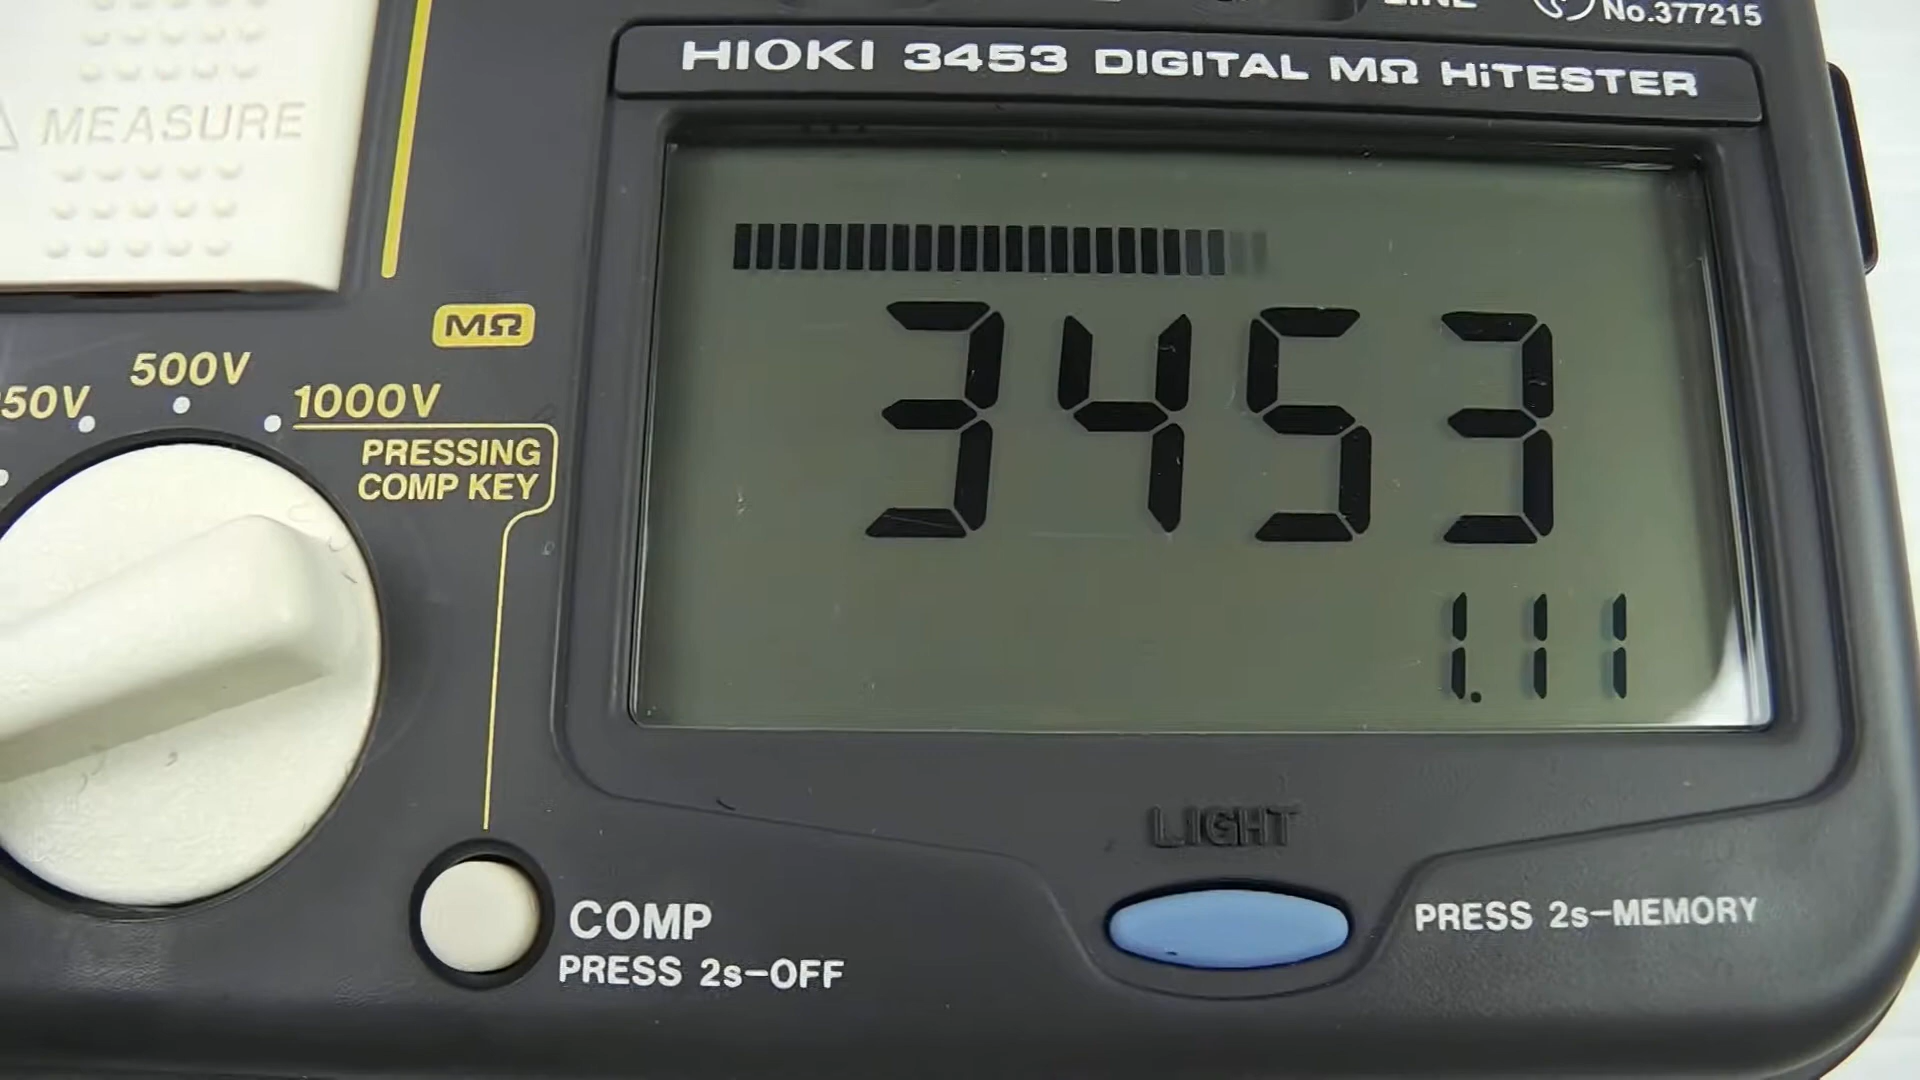 No.377215
HIOKI 3453 DIGITAL MΩ HiTESTER
MEASURE
MΩ
3453
1.11
50V
500V
1000V
PRESSING
COMP KEY
LIGHT
COMP
PRESS 2s-OFF
PRESS 2s-MEMORY